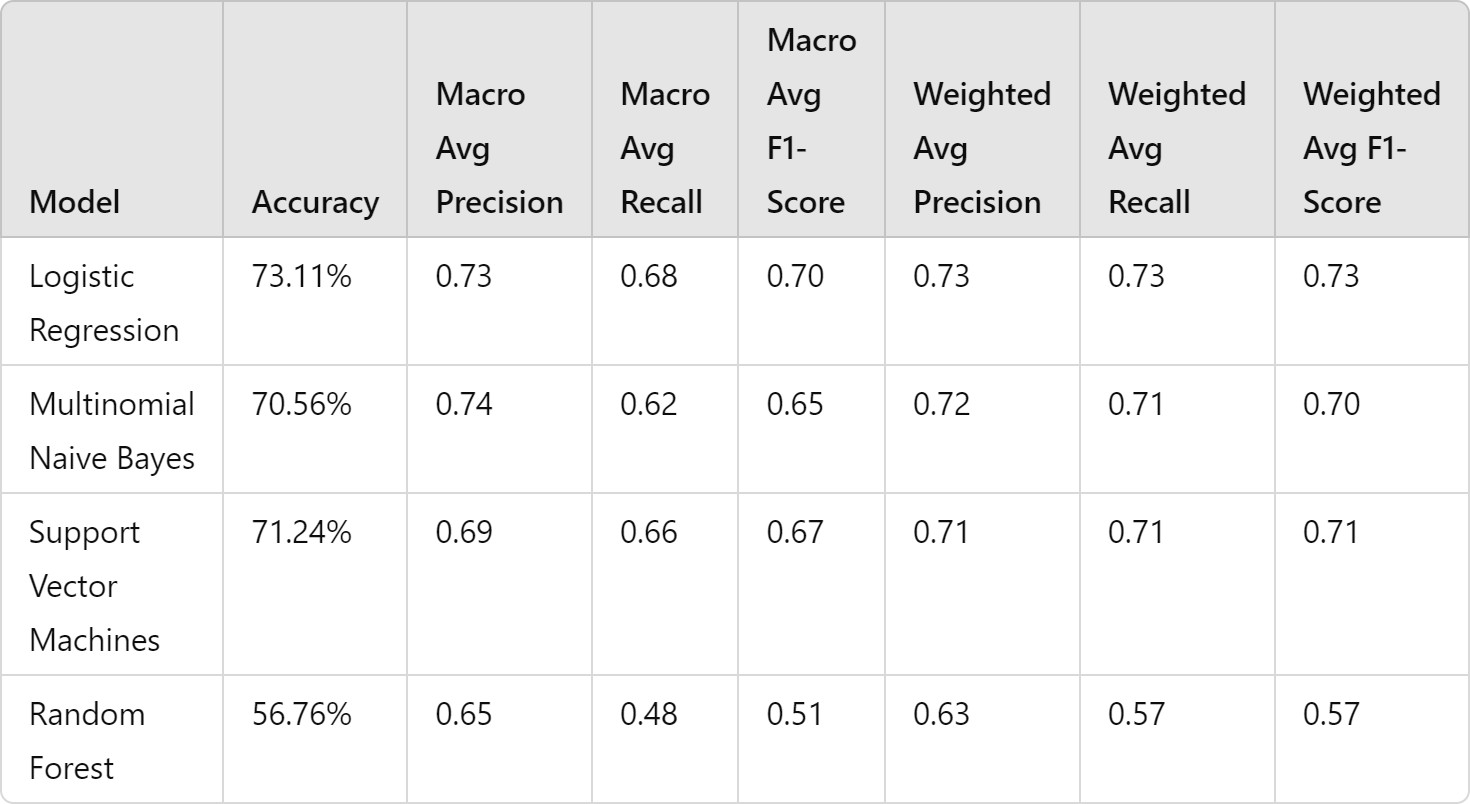 Model Accuracy Macro Avg Precision Macro Avg Recall Macro Avg F1-Score Weighted Avg Precision Weighted Avg Recall Weighted Avg F1-Score
Logistic Regression 73.11% 0.73 0.68 0.70 0.73 0.73 0.73
Multinomial Naive Bayes 70.56% 0.74 0.62 0.65 0.72 0.71 0.70
Support Vector Machines 71.24% 0.69 0.66 0.67 0.71 0.71 0.71
Random Forest 56.76% 0.65 0.48 0.51 0.63 0.57 0.57